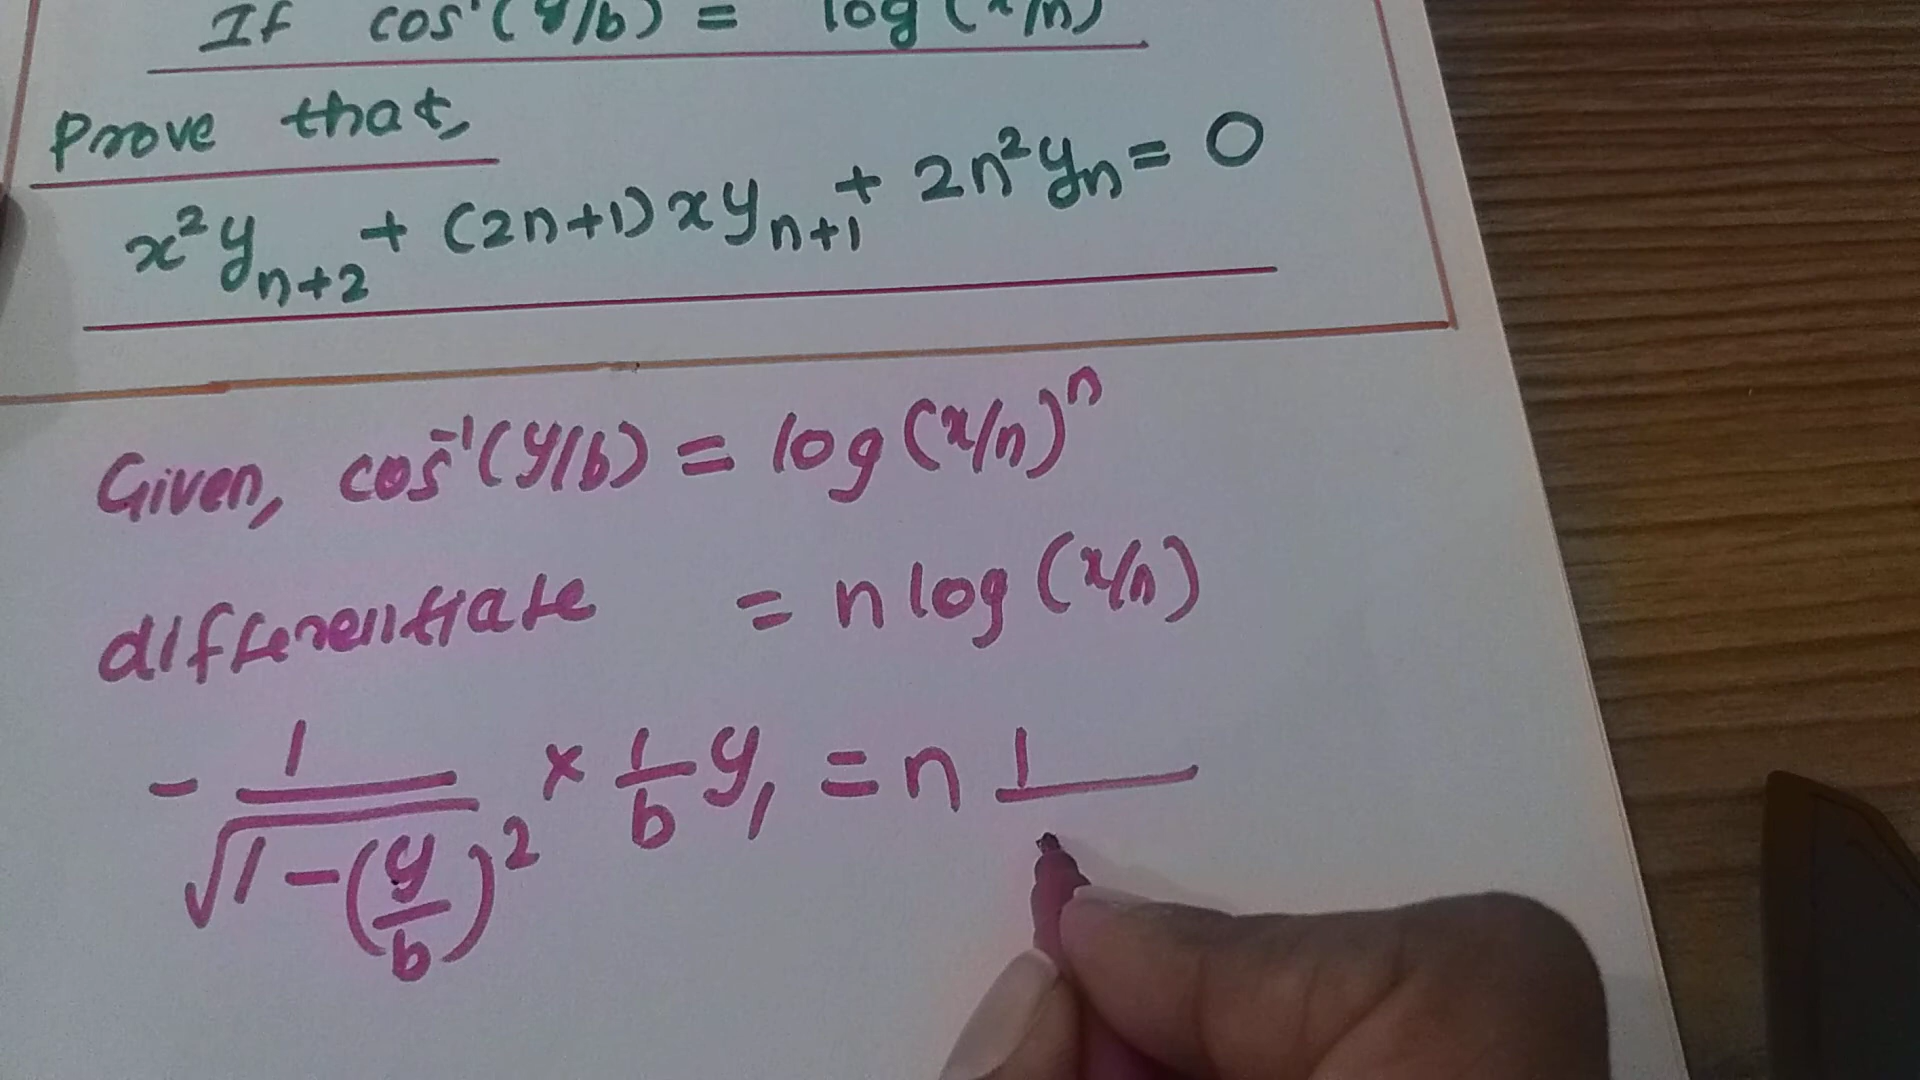 If cos⁻¹(y/b) = log(x/n)
Prove that,
x²yₙ₊₂ + (2n+1)xyₙ₊₁ + 2n²yₙ = 0
Given, cos⁻¹(y/b) = log(x/n)ⁿ
differentiate = n log(x/n)
- 1/√1-(y/b)² × 1/b y₁ = n 1/